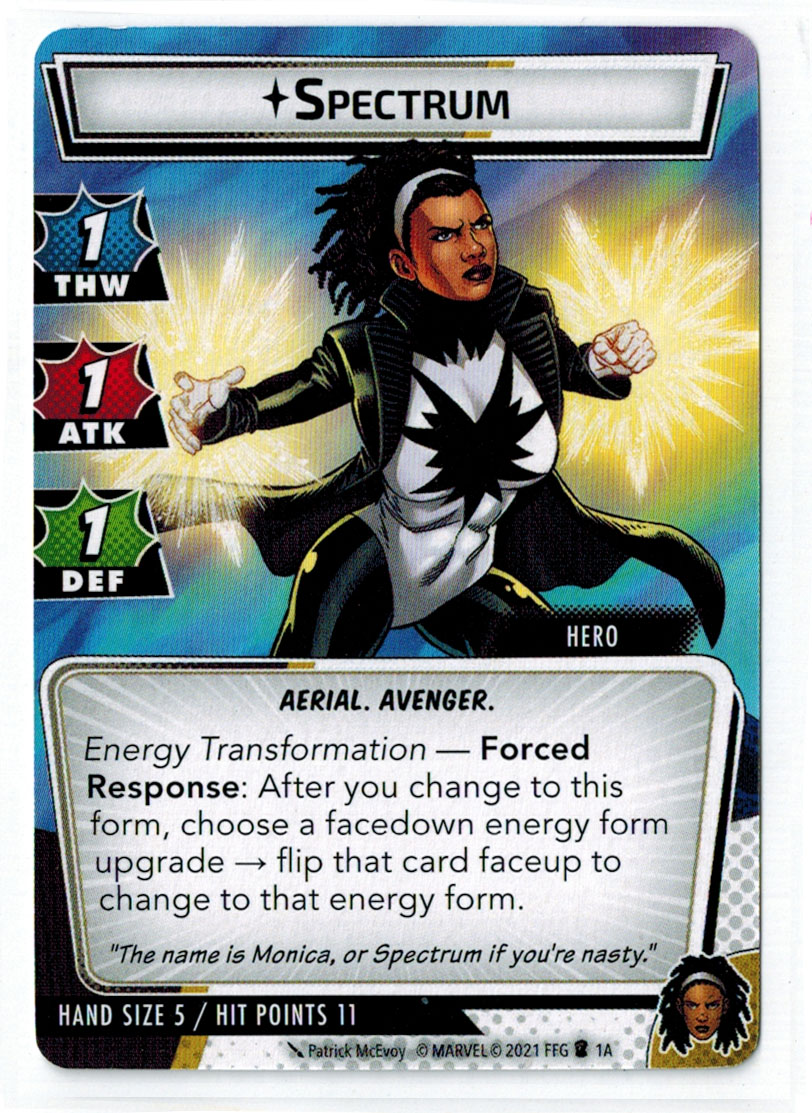 SPECTRUM
1
THW
1
ATK
1
DEF
HERO
AERIAL. AVENGER.
Energy Transformation — Forced
Response: After you change to this
form, choose a facedown energy form
upgrade → flip that card faceup to
change to that energy form.
"The name is Monica, or Spectrum if you're nasty."
HAND SIZE 5 / HIT POINTS 11
Patrick McEvoy © MARVEL © 2021 FFG 1A